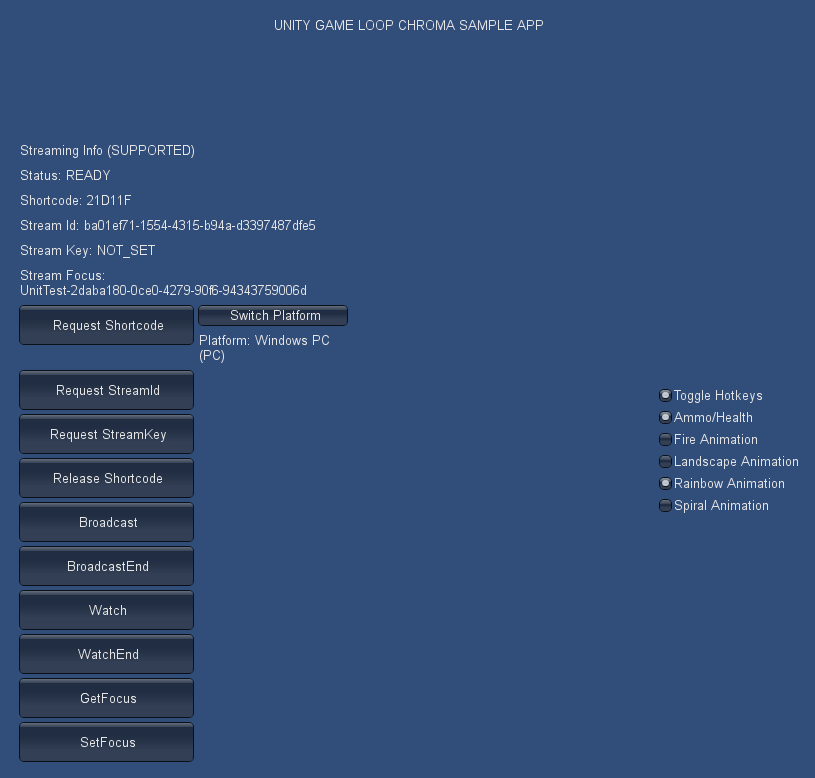 UNITY GAME LOOP CHROMA SAMPLE APP
Streaming Info (SUPPORTED)
Status: READY
Shortcode: 21D11F
Stream Id: ba01ef71-1554-4315-b94a-d3397487dfe5
Stream Key: NOT_SET
Stream Focus:
UnitTest-2daba180-0ce0-4279-90f6-94343759006d
Request Shortcode
Switch Platform
Platform: Windows PC
(PC)
Request StreamId
Request StreamKey
Release Shortcode
Broadcast
BroadcastEnd
Watch
WatchEnd
GetFocus
SetFocus
Toggle Hotkeys
Ammo/Health
Fire Animation
Landscape Animation
Rainbow Animation
Spiral Animation